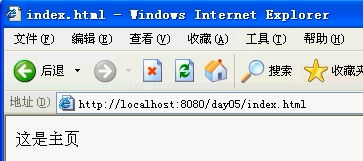 index.html - Windows Internet Explorer
文件(F) 编辑(E) 查看(V) 收藏(A) 工具(T) 帮助(H)
后退 搜索 收藏夹
地址(D) http://localhost:8080/day05/index.html
这是主页